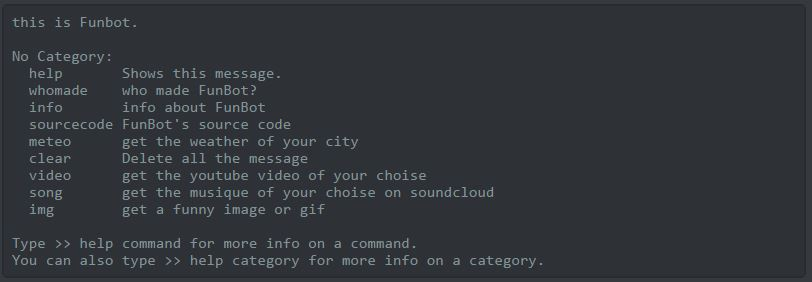 this is Funbot.
No Category:
help Shows this message.
whomade who made FunBot?
info info about FunBot
sourcecode FunBot's source code
meteo get the weather of your city
clear Delete all the message
video get the youtube video of your choise
song get the musique of your choise on soundcloud
img get a funny image or gif
Type >> help command for more info on a command.
You can also type >> help category for more info on a category.